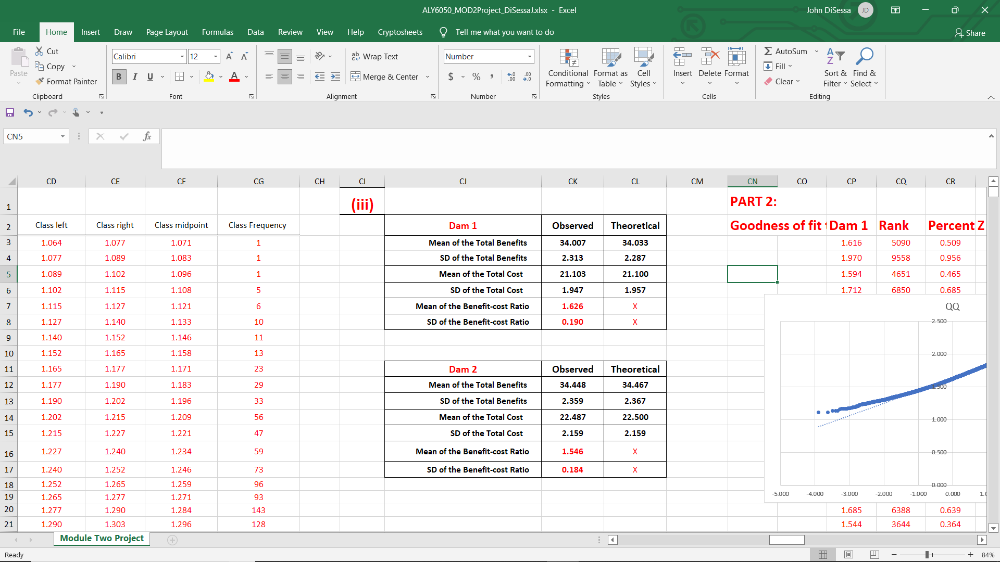 ALY6050_MOD2Project_DiSessaJ.xlsx - Excel
John DiSessa JD
File Home Insert Draw Page Layout Formulas Data Review View Help Cryptosheets Tell me what you want to do Share
Paste
Cut
Copy
Format Painter
Clipboard
Calibri 12
B I U
Font
Wrap Text
Merge & Center
Alignment
Number
$ % ,
Number
Conditional Formatting
Format as Table
Cell Styles
Styles
Insert Delete Format
Cells
AutoSum
Fill
Clear
Sort & Filter
Find & Select
Editing
CN5 fx
CD CE CF CG CH CI CJ CK CL CM CN CO CP CQ CR
1 (iii) PART 2:
2 Class left Class right Class midpoint Class Frequency Dam 1 Observed Theoretical Goodness of fit t Dam 1 Rank Percent Z
3 1.064 1.077 1.071 1 Mean of the Total Benefits 34.007 34.033 1.616 5090 0.509
4 1.077 1.089 1.083 1 SD of the Total Benefits 2.313 2.287 1.970 9558 0.956
5 1.089 1.102 1.096 1 Mean of the Total Cost 21.103 21.100 1.594 4651 0.465
6 1.102 1.115 1.108 5 SD of the Total Cost 1.947 1.957 1.712 6850 0.685
7 1.115 1.127 1.121 6 Mean of the Benefit-cost Ratio 1.626 X
8 1.127 1.140 1.133 10 SD of the Benefit-cost Ratio 0.190 X
9 1.140 1.152 1.146 11
10 1.152 1.165 1.158 13
11 1.165 1.177 1.171 23 Dam 2 Observed Theoretical
12 1.177 1.190 1.183 29 Mean of the Total Benefits 34.448 34.467
13 1.190 1.202 1.196 33 SD of the Total Benefits 2.359 2.367
14 1.202 1.215 1.209 56 Mean of the Total Cost 22.487 22.500
15 1.215 1.227 1.221 47 SD of the Total Cost 2.159 2.159
16 1.227 1.240 1.234 59 Mean of the Benefit-cost Ratio 1.546 X
17 1.240 1.252 1.246 73 SD of the Benefit-cost Ratio 0.184 X
18 1.252 1.265 1.259 96
19 1.265 1.277 1.271 93
20 1.277 1.290 1.284 143 1.685 6388 0.639
21 1.290 1.303 1.296 128 1.544 3644 0.364
QQ
2.500
2.000
1.500
1.000
0.500
0.000
-5.000 -4.000 -3.000 -2.000 -1.000 0.000
Module Two Project
Ready 84%